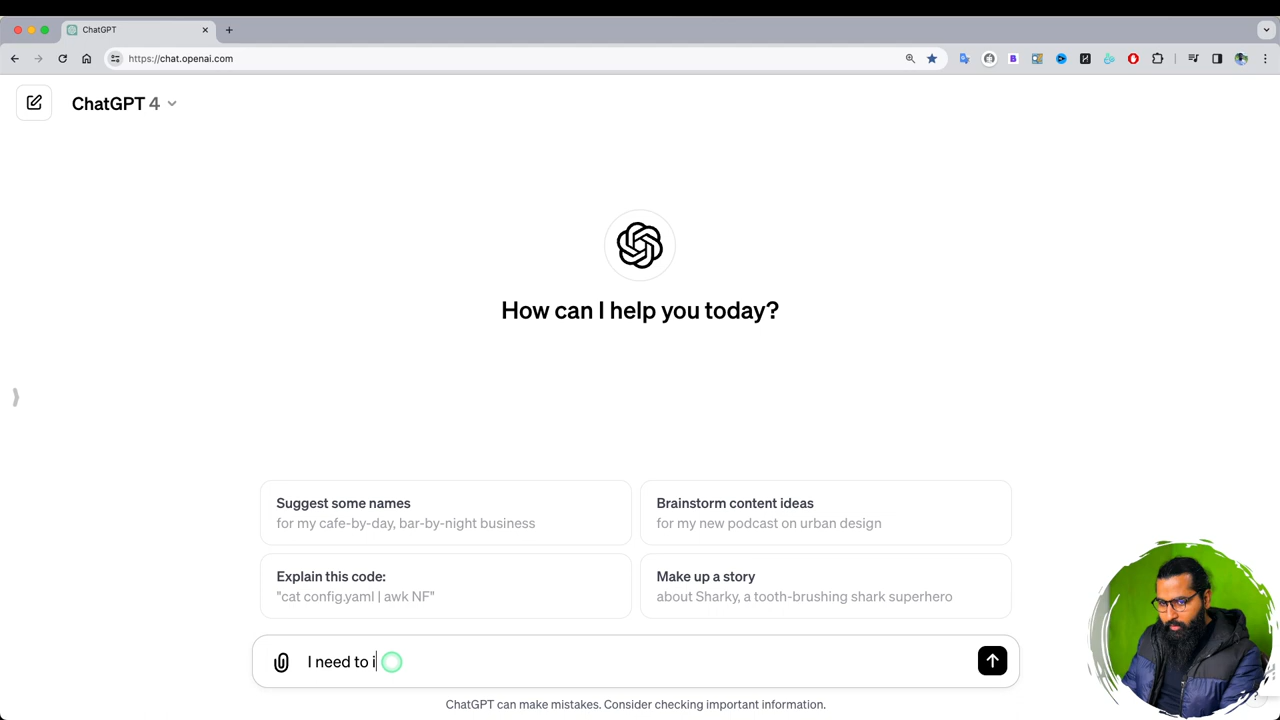 ChatGPT
https://chat.openai.com
ChatGPT 4
How can I help you today?
Suggest some names
for my cafe-by-day, bar-by-night business
Brainstorm content ideas
for my new podcast on urban design
Explain this code:
"cat config.yaml | awk NF"
Make up a story
about Sharky, a tooth-brushing shark superhero
I need to i
ChatGPT can make mistakes. Consider checking important information.